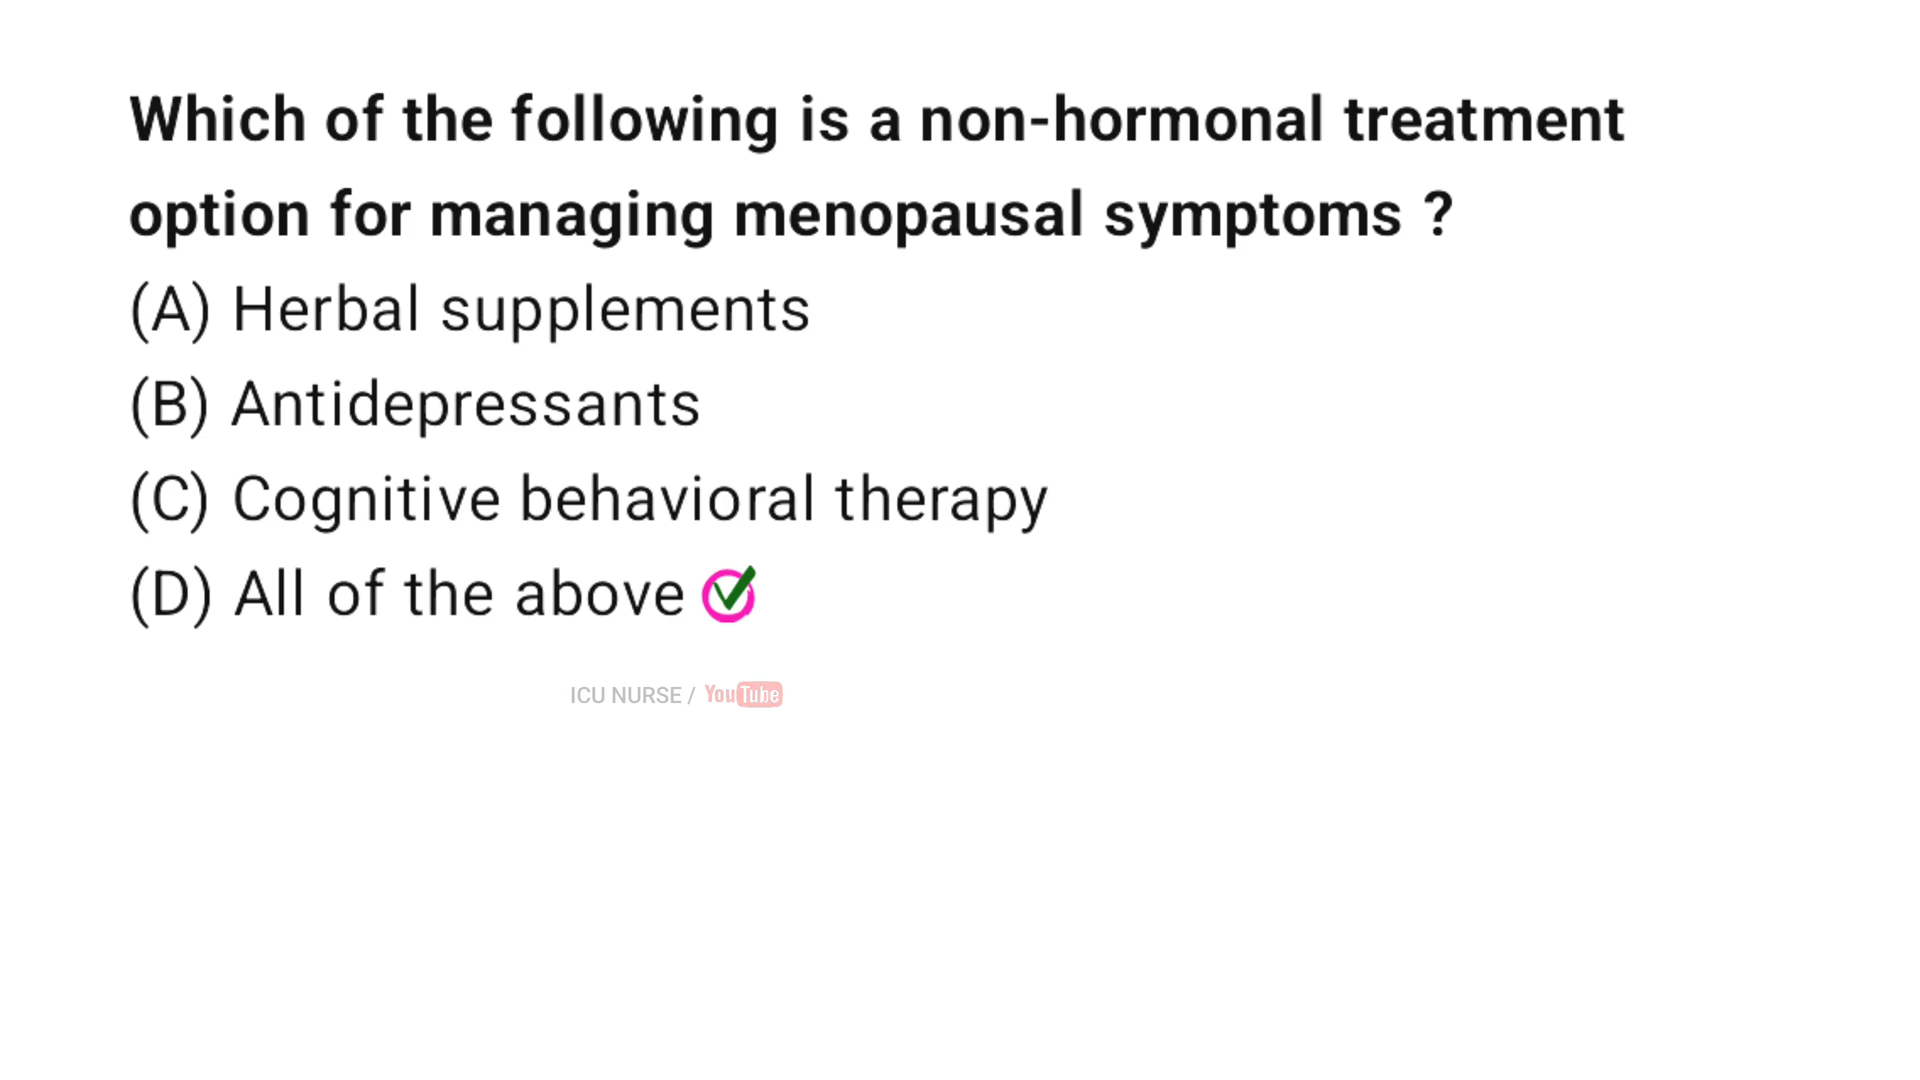 Which of the following is a non-hormonal treatment
option for managing menopausal symptoms ?
(A) Herbal supplements
(B) Antidepressants
(C) Cognitive behavioral therapy
(D) All of the above
ICU NURSE / YouTube